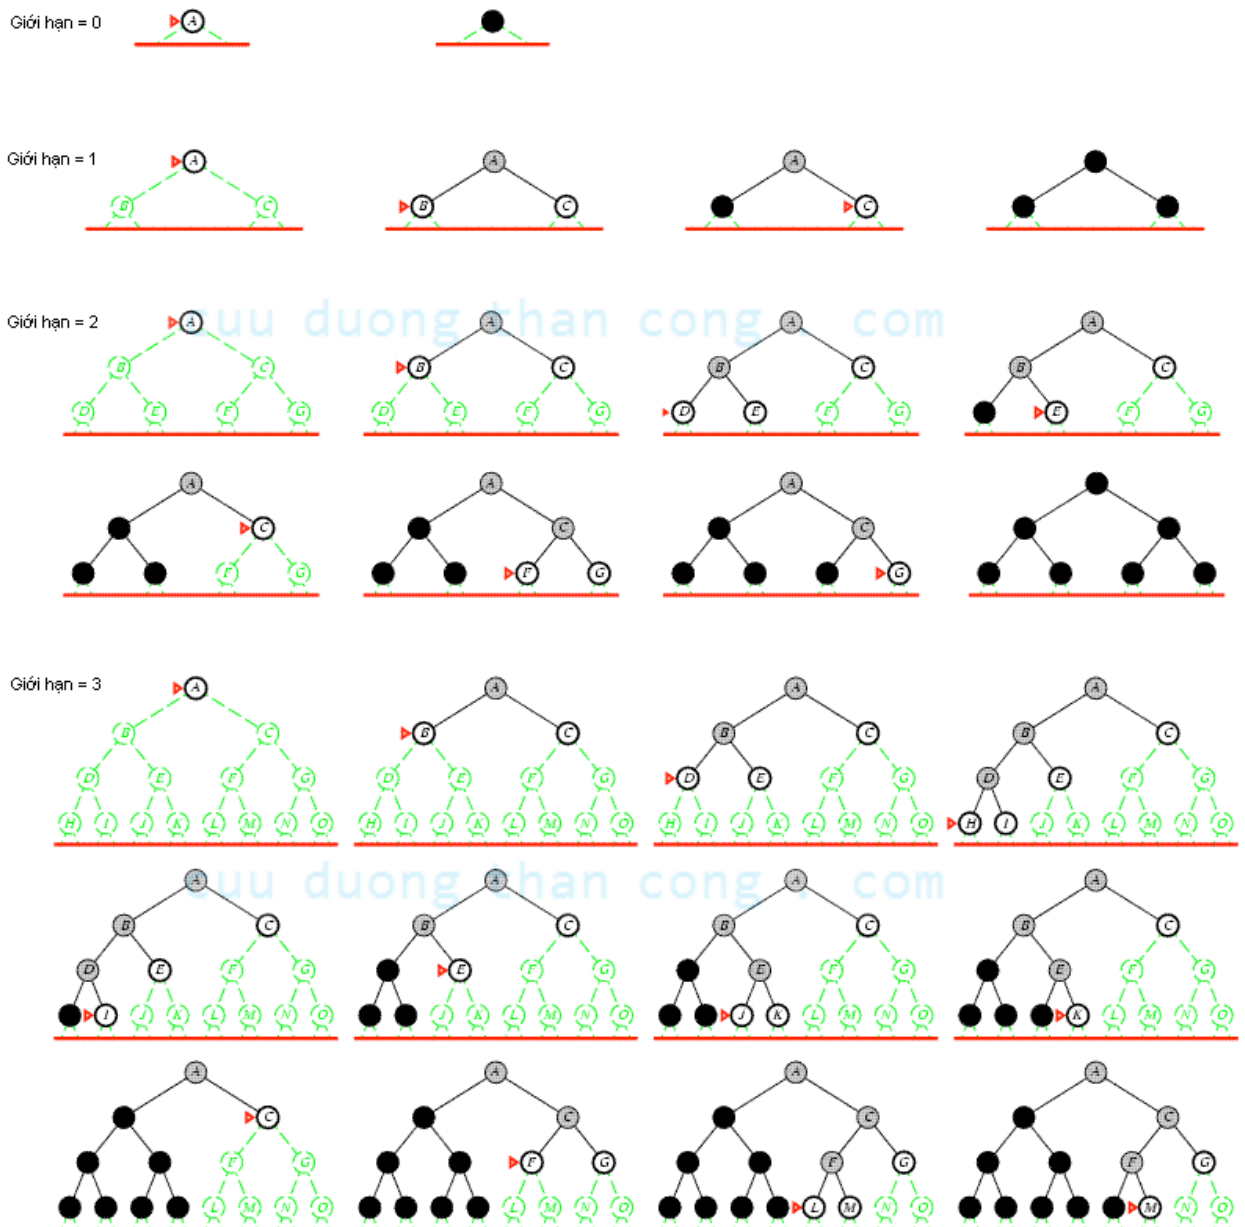 Giới hạn = 0 A
Giới hạn = 1 A A A
B C B C C
Giới hạn = 2 A A A A
cuu duong than cong . com
B C B C B C B C
D E F G D E F G D E F G E F G
A A A
C C C
F G F G G
Giới hạn = 3 A A A A
B C B C B C B C
D E F G D E F G D E F G D E F G
H I J K L M N O H I J K L M N O H I J K L M N O H I J K L M N O
A A A A
cuu duong than cong . com
B C B C B C B C
D E F G E F G E F G E F G
I J K L M N O J K L M N O J K L M N O K L M N O
A A A A
C C C C
F G F G F G F G
L M N O L M N O L M N O M N O